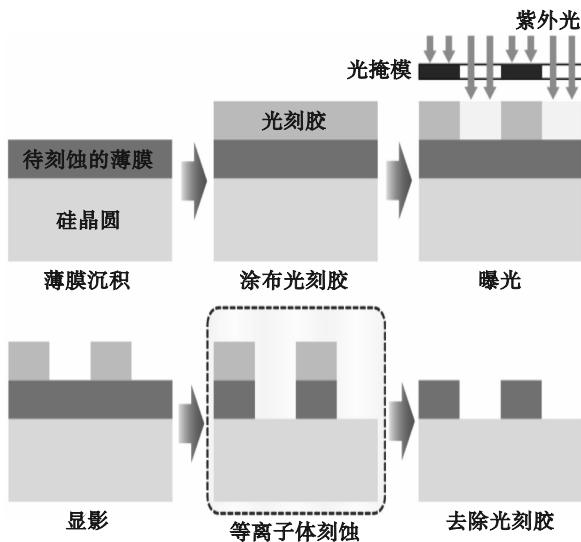 紫外光
光掩模
光刻胶
待刻蚀的薄膜
硅晶圆
薄膜沉积
涂布光刻胶
曝光
显影
等离子体刻蚀
去除光刻胶